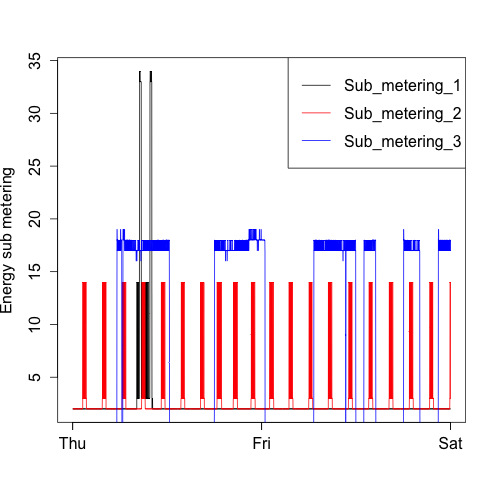 35
30
25
20
15
10
5
Energy sub metering
Sub_metering_1
Sub_metering_2
Sub_metering_3
Thu
Fri
Sat